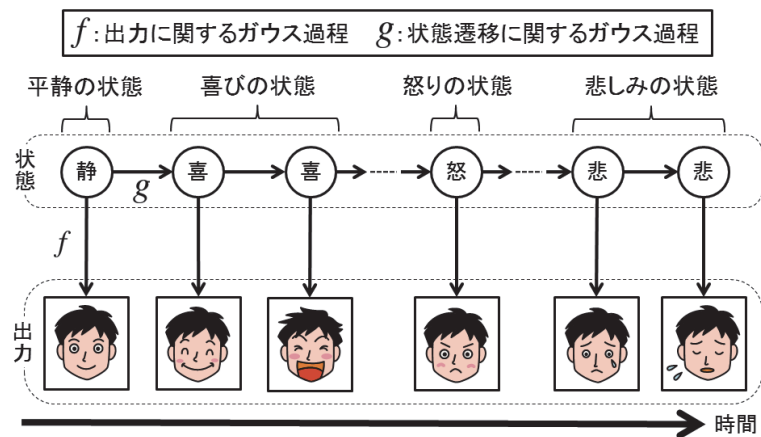 f:出力に関するガウス過程 g:状態遷移に関するガウス過程
平静の状態 喜びの状態 怒りの状態 悲しみの状態
状態 静 喜 喜 怒 悲 悲
g
f
出力
時間